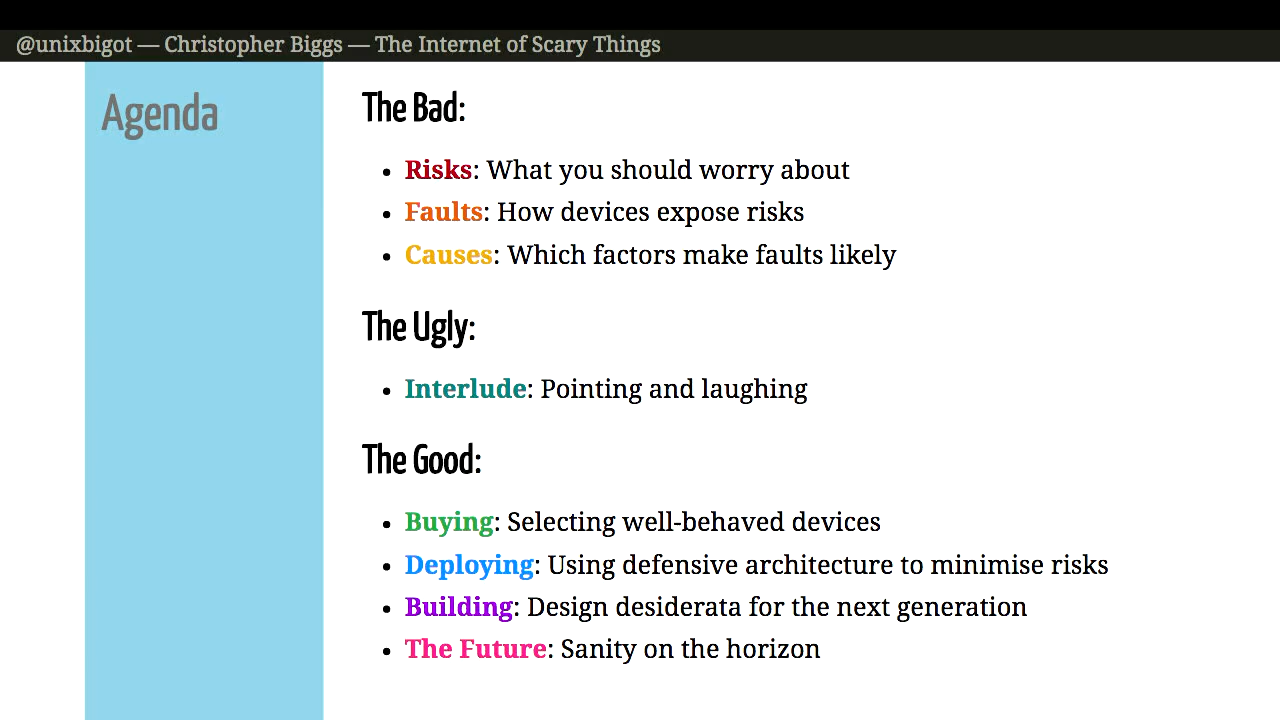 @unixbigot — Christopher Biggs — The Internet of Scary Things
Agenda
The Bad:
• Risks: What you should worry about
• Faults: How devices expose risks
• Causes: Which factors make faults likely
The Ugly:
• Interlude: Pointing and laughing
The Good:
• Buying: Selecting well-behaved devices
• Deploying: Using defensive architecture to minimise risks
• Building: Design desiderata for the next generation
• The Future: Sanity on the horizon